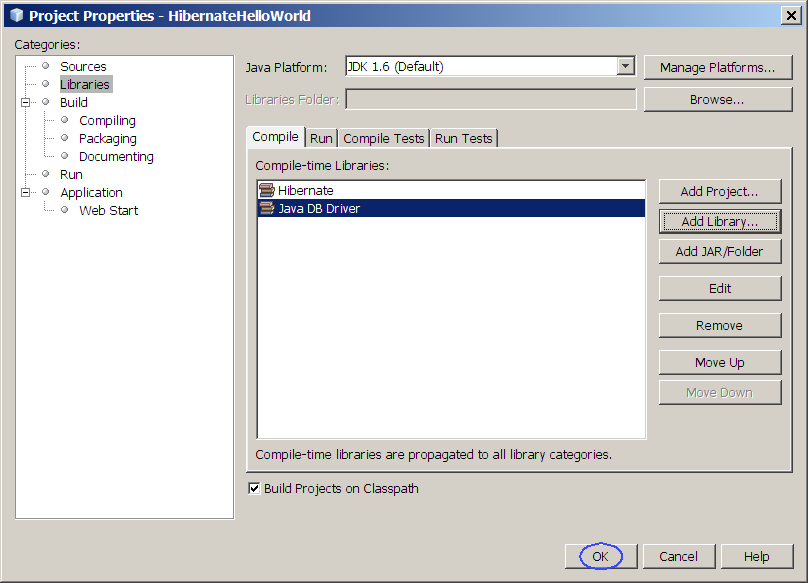 Project Properties - HibernateHelloWorld
Categories:
Sources
Libraries
Build
Compiling
Packaging
Documenting
Run
Application
Web Start
Java Platform:
JDK 1.6 (Default)
Manage Platforms...
Libraries Folder:
Browse...
Compile
Run
Compile Tests
Run Tests
Compile-time Libraries:
Hibernate
Java DB Driver
Add Project...
Add Library...
Add JAR/Folder
Edit
Remove
Move Up
Move Down
Compile-time libraries are propagated to all library categories.
Build Projects on Classpath
OK
Cancel
Help